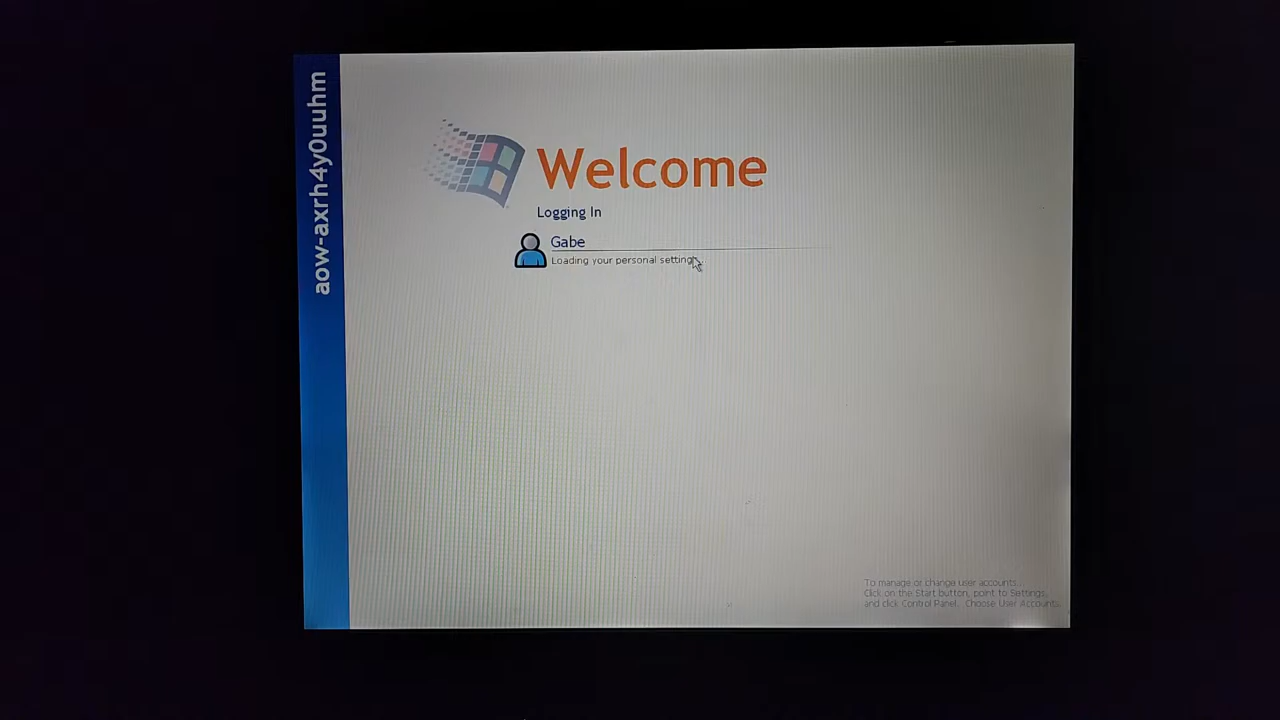 aow-axrh4y0uuhm
Welcome
Logging In
Gabe
Loading your personal settings...
To manage or change user accounts...
Click on the Start button, point to Settings,
and click Control Panel. Choose User Accounts.